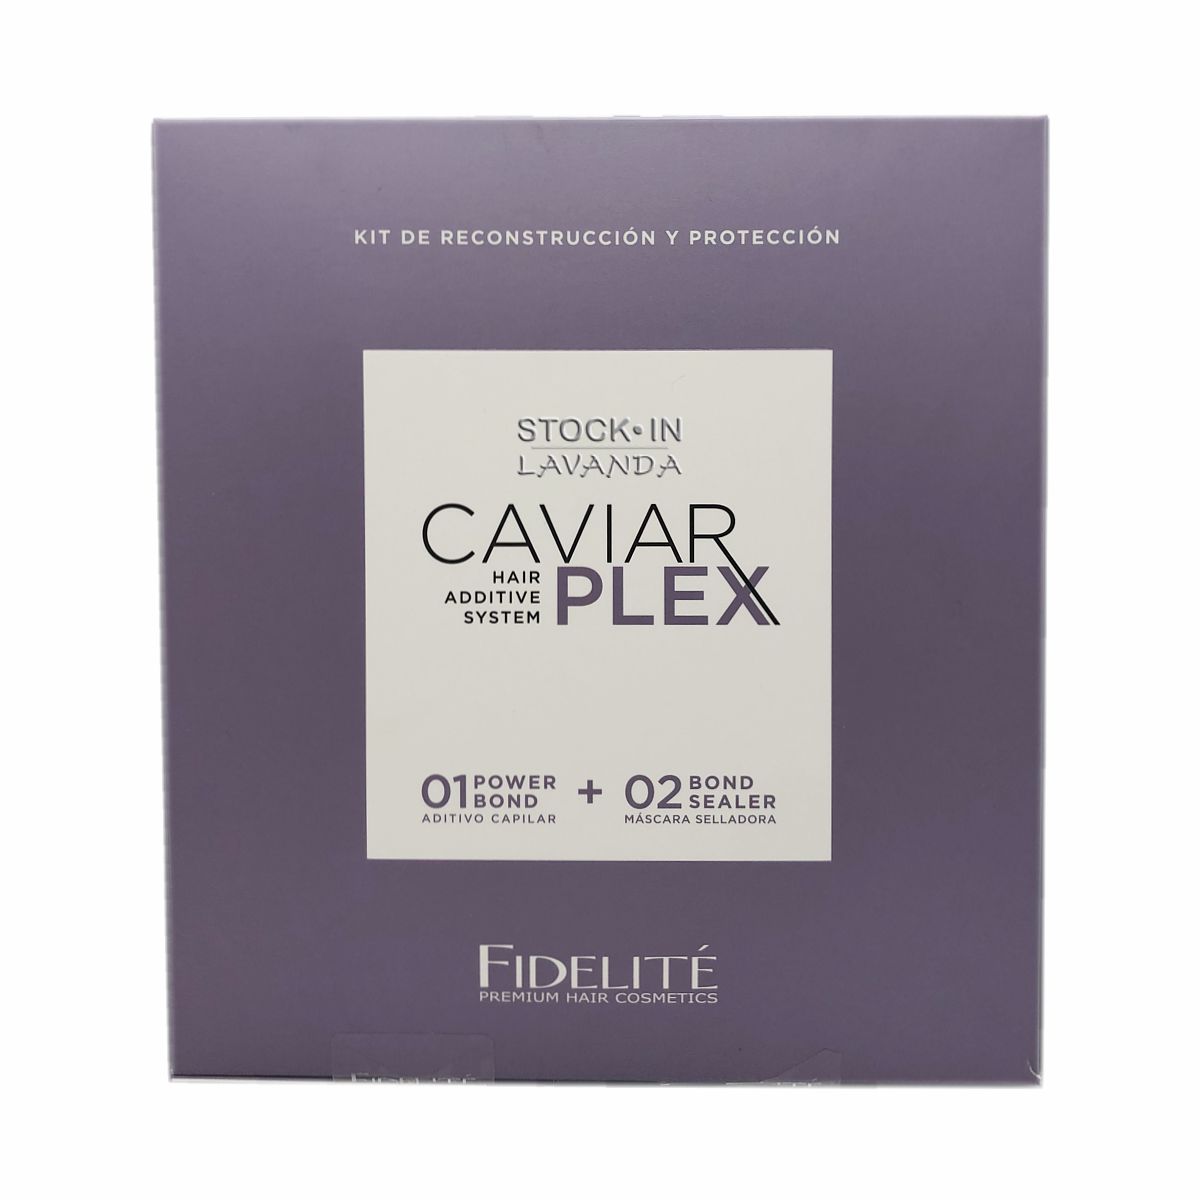 KIT DE RECONSTRUCCIÓN Y PROTECCIÓN
STOCK•IN
LAVANDA
CAVIAR
HAIR
ADDITIVE
SYSTEM
PLEX
01 POWER
BOND
ADITIVO CAPILAR
+
02 BOND
SEALER
MÁSCARA SELLADORA
FIDELITÉ
PREMIUM HAIR COSMETICS
FIDELITÉ